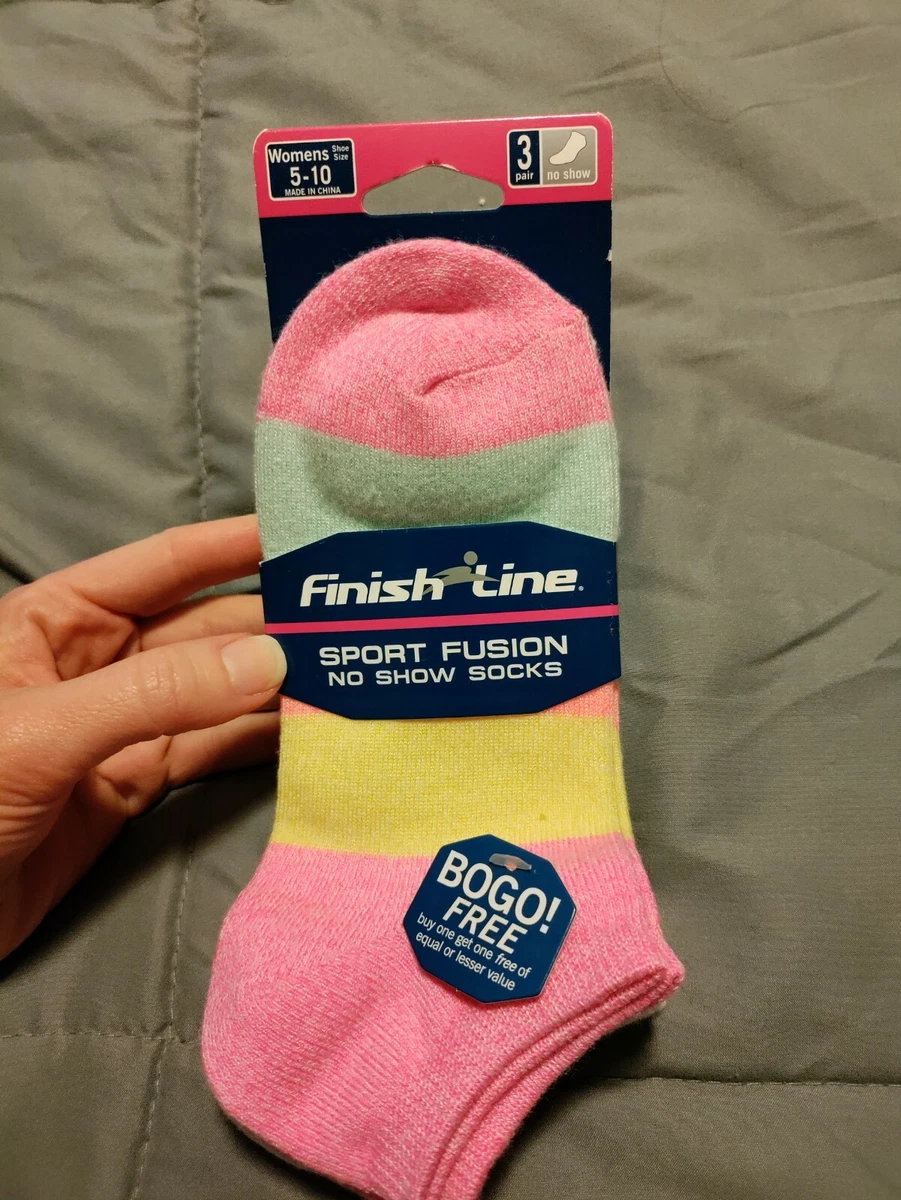 Womens Shoe Size
5-10
MADE IN CHINA
3 pair
no show
Finish Line.
SPORT FUSION
NO SHOW SOCKS
BOGO!
FREE
buy one get one free of
equal or lesser value